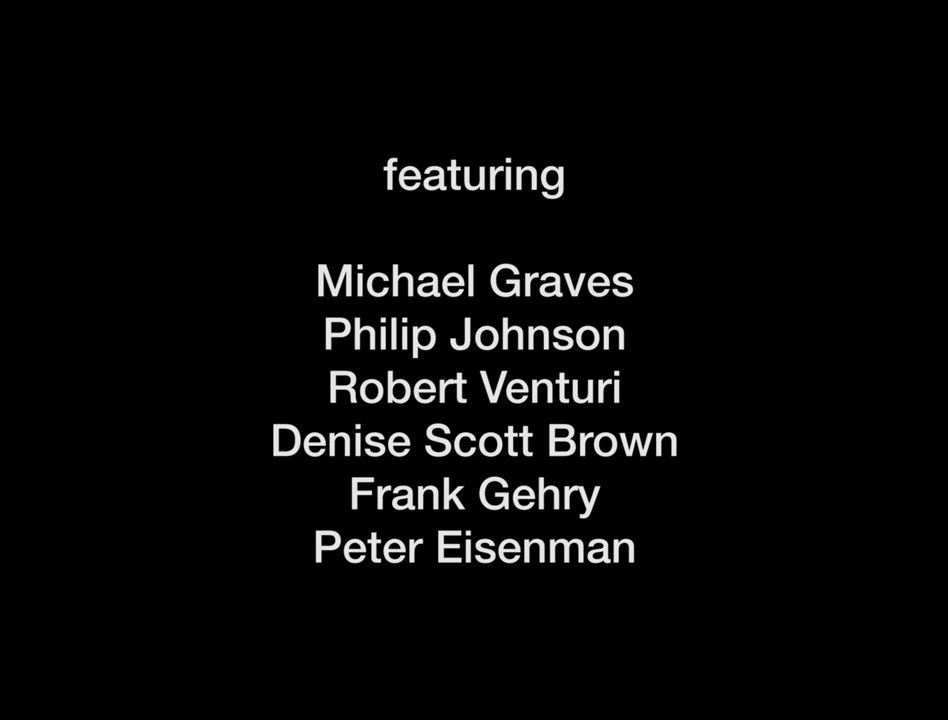 featuring
Michael Graves
Philip Johnson
Robert Venturi
Denise Scott Brown
Frank Gehry
Peter Eisenman